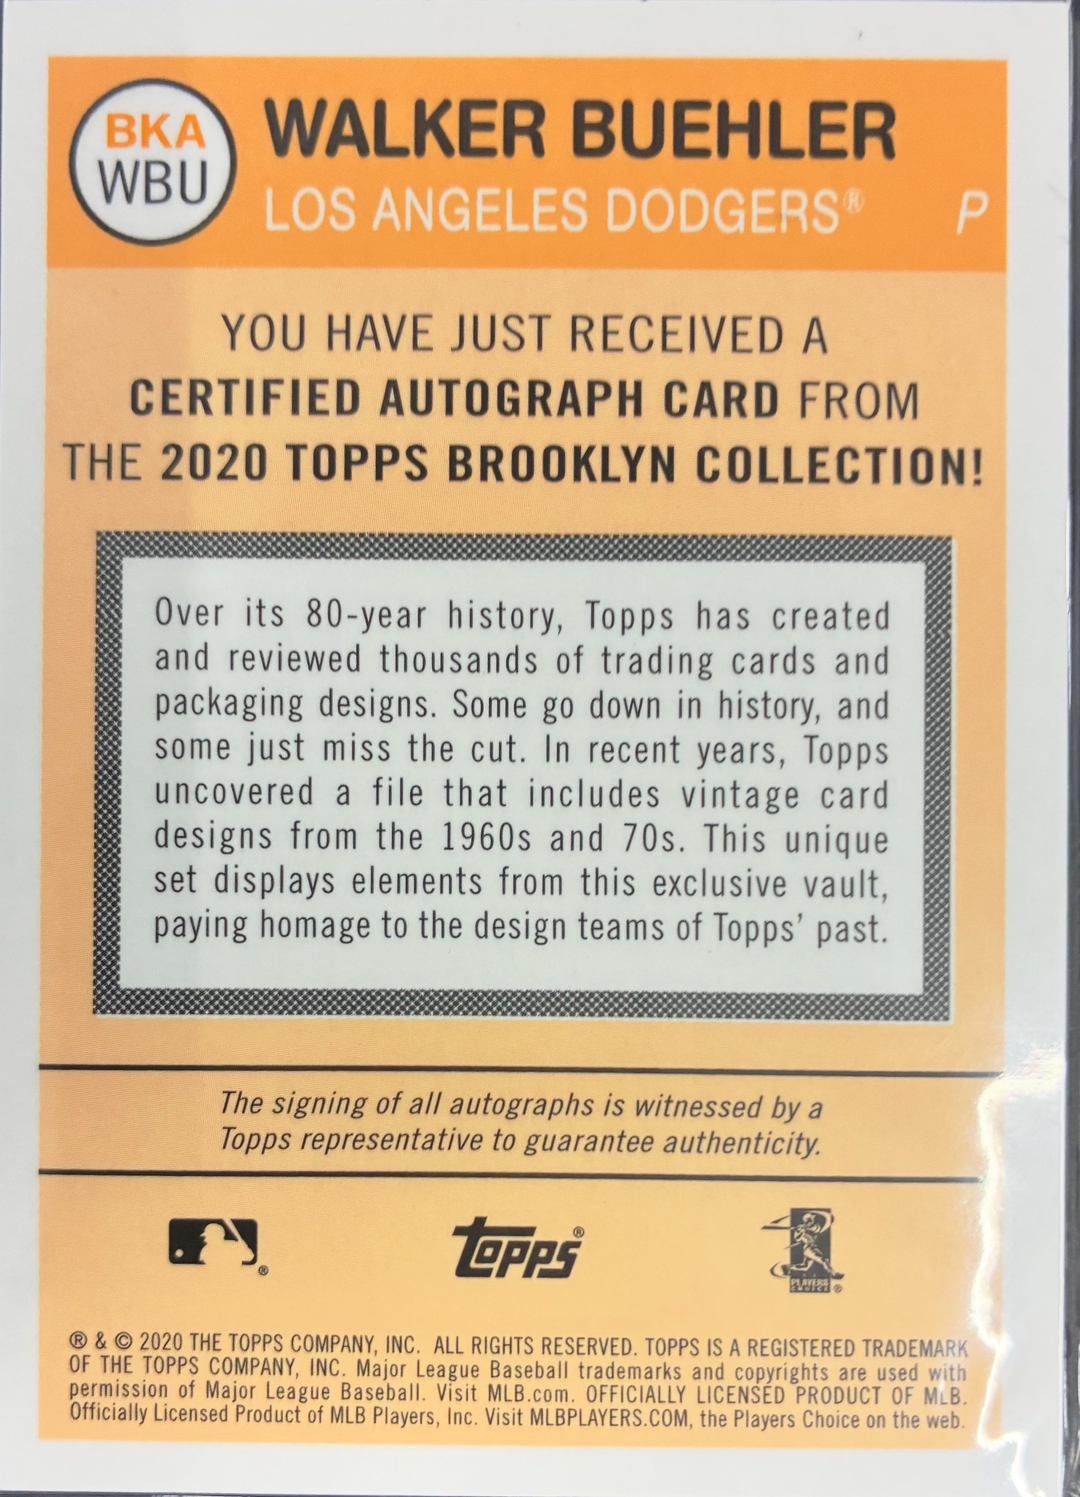 BKA
WBU
WALKER BUEHLER
LOS ANGELES DODGERS®
P
YOU HAVE JUST RECEIVED A
CERTIFIED AUTOGRAPH CARD FROM
THE 2020 TOPPS BROOKLYN COLLECTION!
Over its 80-year history, Topps has created
and reviewed thousands of trading cards and
packaging designs. Some go down in history, and
some just miss the cut. In recent years, Topps
uncovered a file that includes vintage card
designs from the 1960s and 70s. This unique
set displays elements from this exclusive vault,
paying homage to the design teams of Topps' past.
The signing of all autographs is witnessed by a
Topps representative to guarantee authenticity.
®
Topps®
PLAYERS
CHOICE ®
® & © 2020 THE TOPPS COMPANY, INC. ALL RIGHTS RESERVED. TOPPS IS A REGISTERED TRADEMARK
OF THE TOPPS COMPANY, INC. Major League Baseball trademarks and copyrights are used with
permission of Major League Baseball. Visit MLB.com. OFFICIALLY LICENSED PRODUCT OF MLB.
Officially Licensed Product of MLB Players, Inc. Visit MLBPLAYERS.COM, the Players Choice on the web.